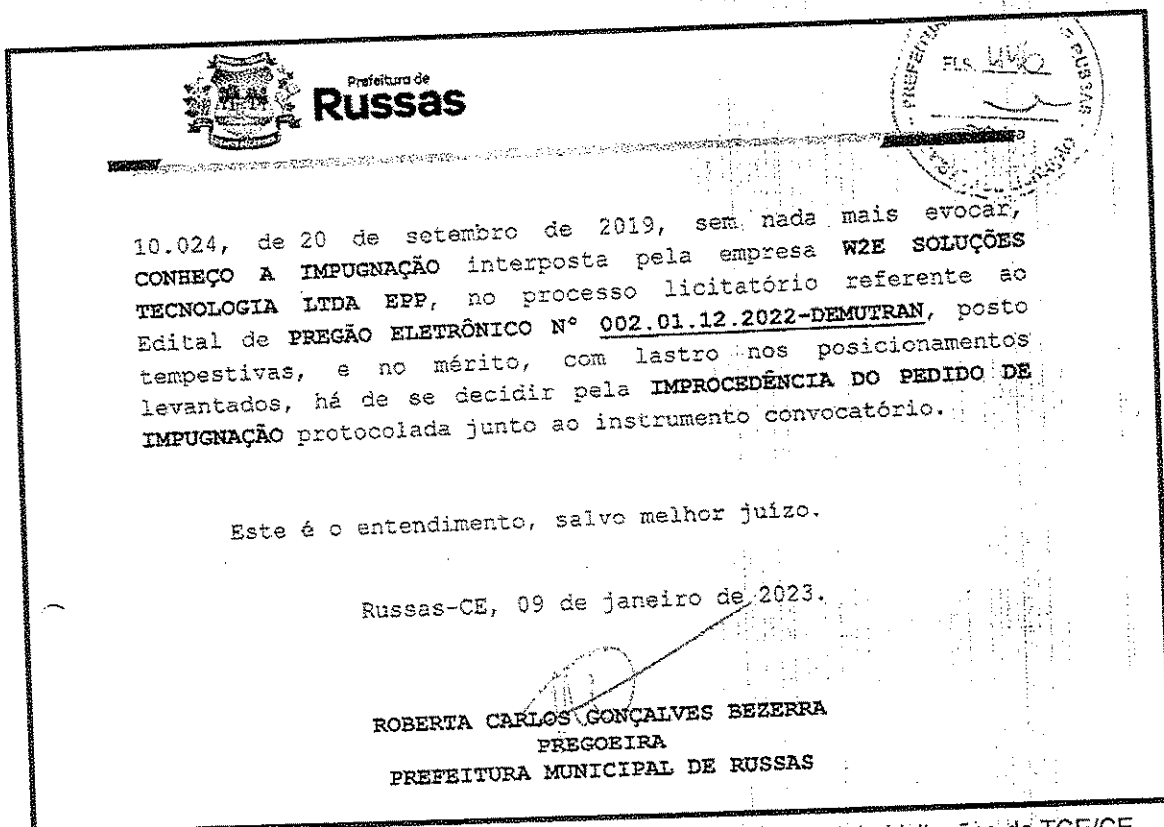 Prefeitura de
Russas
FLS.
10.024, de 20 de setembro de 2019, sem nada mais evocar,
CONHEÇO A IMPUGNAÇÃO interposta pela empresa W2E SOLUÇÕES
TECNOLOGIA LTDA EPP, no processo licitatório referente ao
Edital de PREGÃO ELETRÔNICO Nº 002.01.12.2022-DEMUTRAN, posto
tempestivas, e no mérito, com lastro nos posicionamentos
levantados, há de se decidir pela IMPROCEDÊNCIA DO PEDIDO DE
IMPUGNAÇÃO protocolada junto ao instrumento convocatório.
Este é o entendimento, salvo melhor juízo.
Russas-CE, 09 de janeiro de 2023.
ROBERTA CARLOS GONÇALVES BEZERRA
PREGOEIRA
PREFEITURA MUNICIPAL DE RUSSAS
TCE/CE